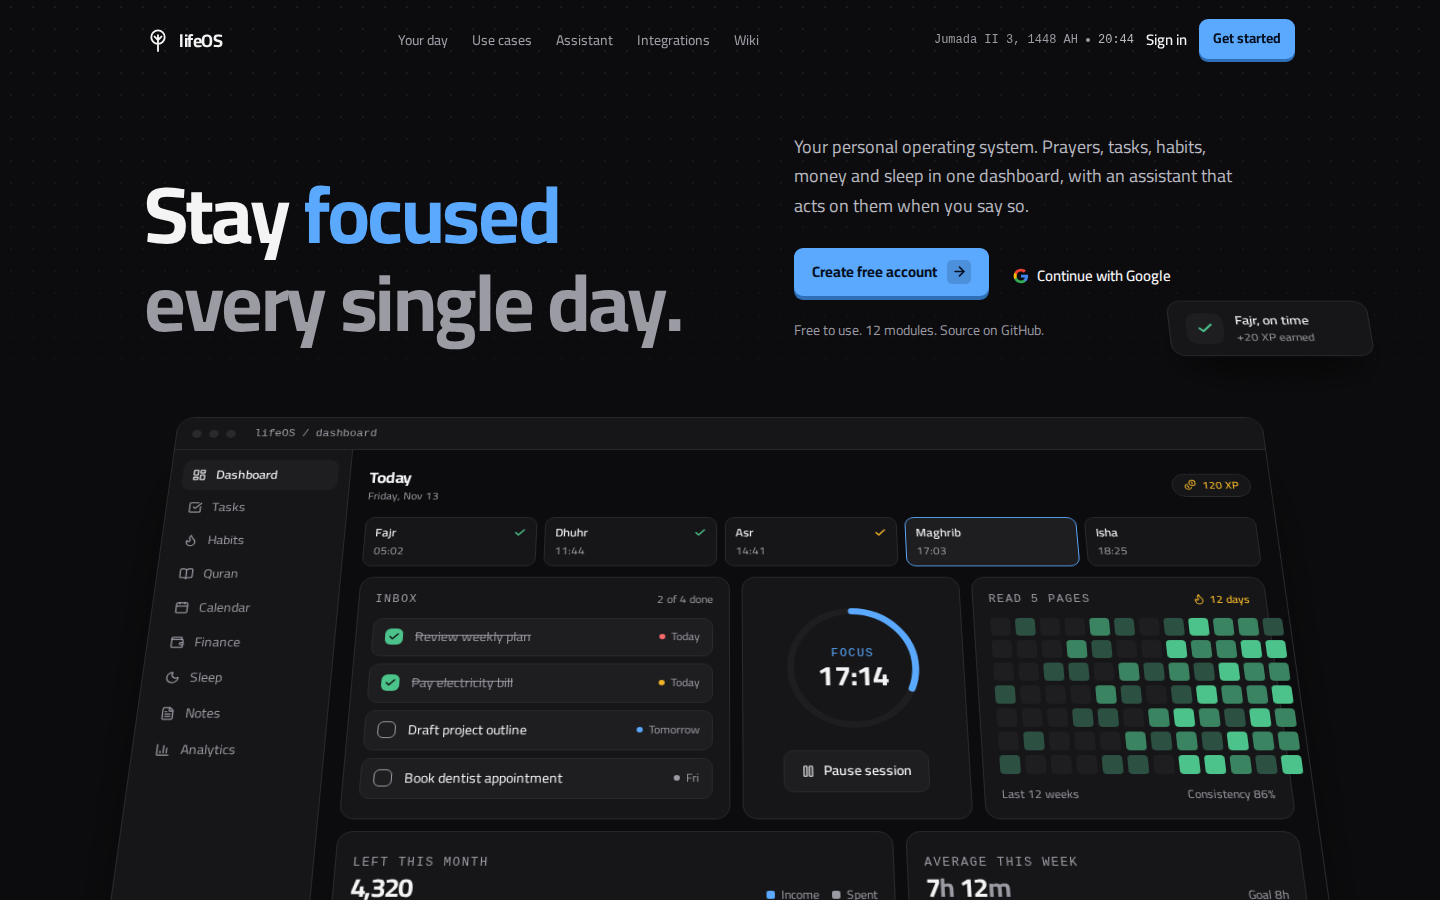 lifeOS
Your day
Use cases
Assistant
Integrations
Wiki
Jumada II 3, 1448 AH • 20:44
Sign in
Get started
Stay focused
every single day.
Your personal operating system. Prayers, tasks, habits,
money and sleep in one dashboard, with an assistant that
acts on them when you say so.
Create free account
Continue with Google
Free to use. 12 modules. Source on GitHub.
Fajr, on time
+20 XP earned
lifeOS / dashboard
Dashboard
Tasks
Habits
Quran
Calendar
Finance
Sleep
Notes
Analytics
Today
Friday, Nov 13
120 XP
Fajr
05:02
Dhuhr
11:44
Asr
14:41
Maghrib
17:03
Isha
18:25
INBOX
2 of 4 done
Review weekly plan
Today
Pay electricity bill
Today
Draft project outline
Tomorrow
Book dentist appointment
Fri
FOCUS
17:14
Pause session
READ 5 PAGES
12 days
Last 12 weeks
Consistency 86%
LEFT THIS MONTH
4,320
Income
Spent
AVERAGE THIS WEEK
7h 12m
Goal 8h